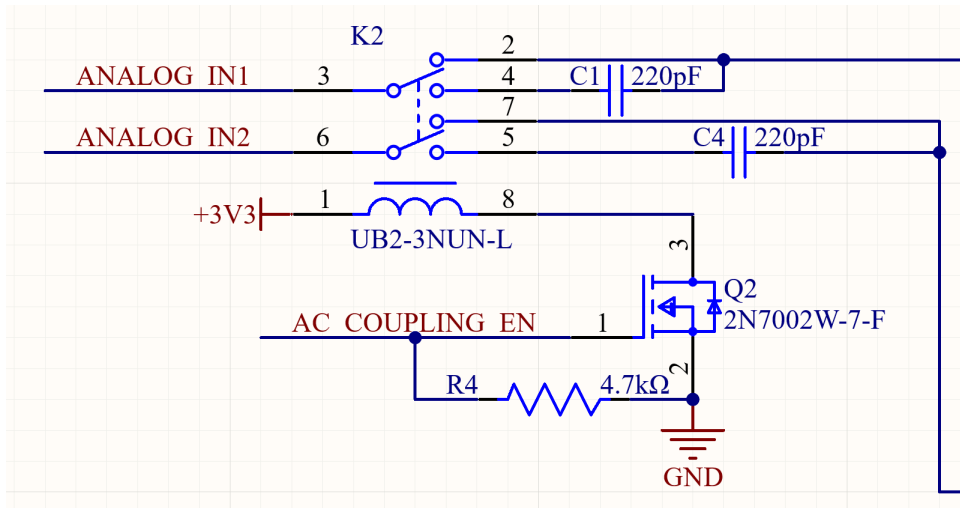 K2
2
ANALOG IN1
3
4
C1
220pF
7
ANALOG IN2
6
5
C4
220pF
1
8
+3V3
UB2-3NUN-L
3
Q2
AC COUPLING EN
1
2N7002W-7-F
2
R4
4.7kΩ
GND